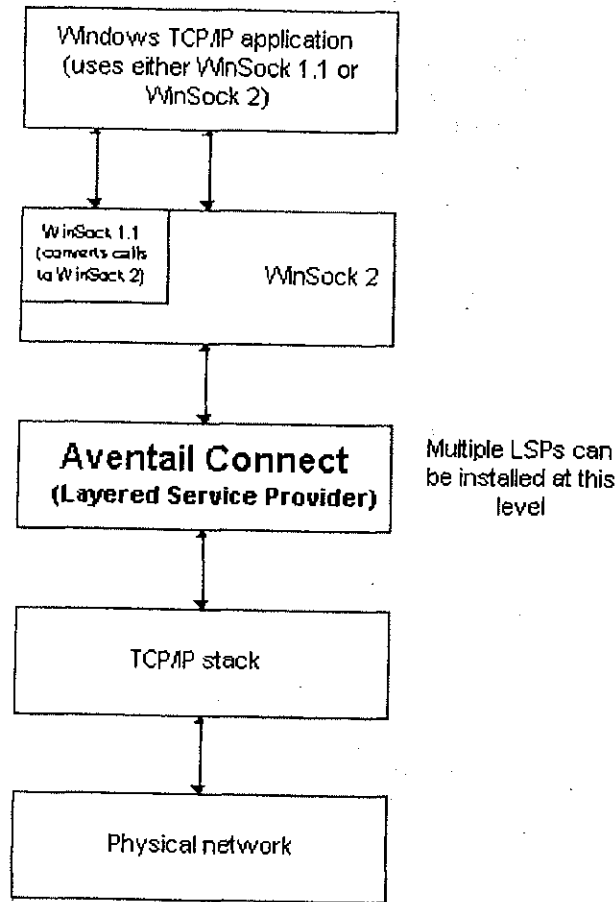 Windows TCP/IP application
(uses either WinSock 1.1 or
WinSock 2)
WinSock 1.1
(converts calls
to WinSock 2)
WinSock 2
Aventail Connect
(Layered Service Provider)
Multiple LSPs can
be installed at this
level
TCP/IP stack
Physical network